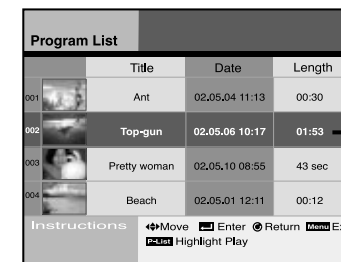 Program List
Title Date Length
001 Ant 02.05.04 11:13 00:30
002 Top-gun 02.05.06 10:17 01:53
003 Pretty woman 02.05.10 08:55 43 sec
004 Beach 02.05.01 12:11 00:12
Instructions Move Enter Return Menu E
P-List Highlight Play